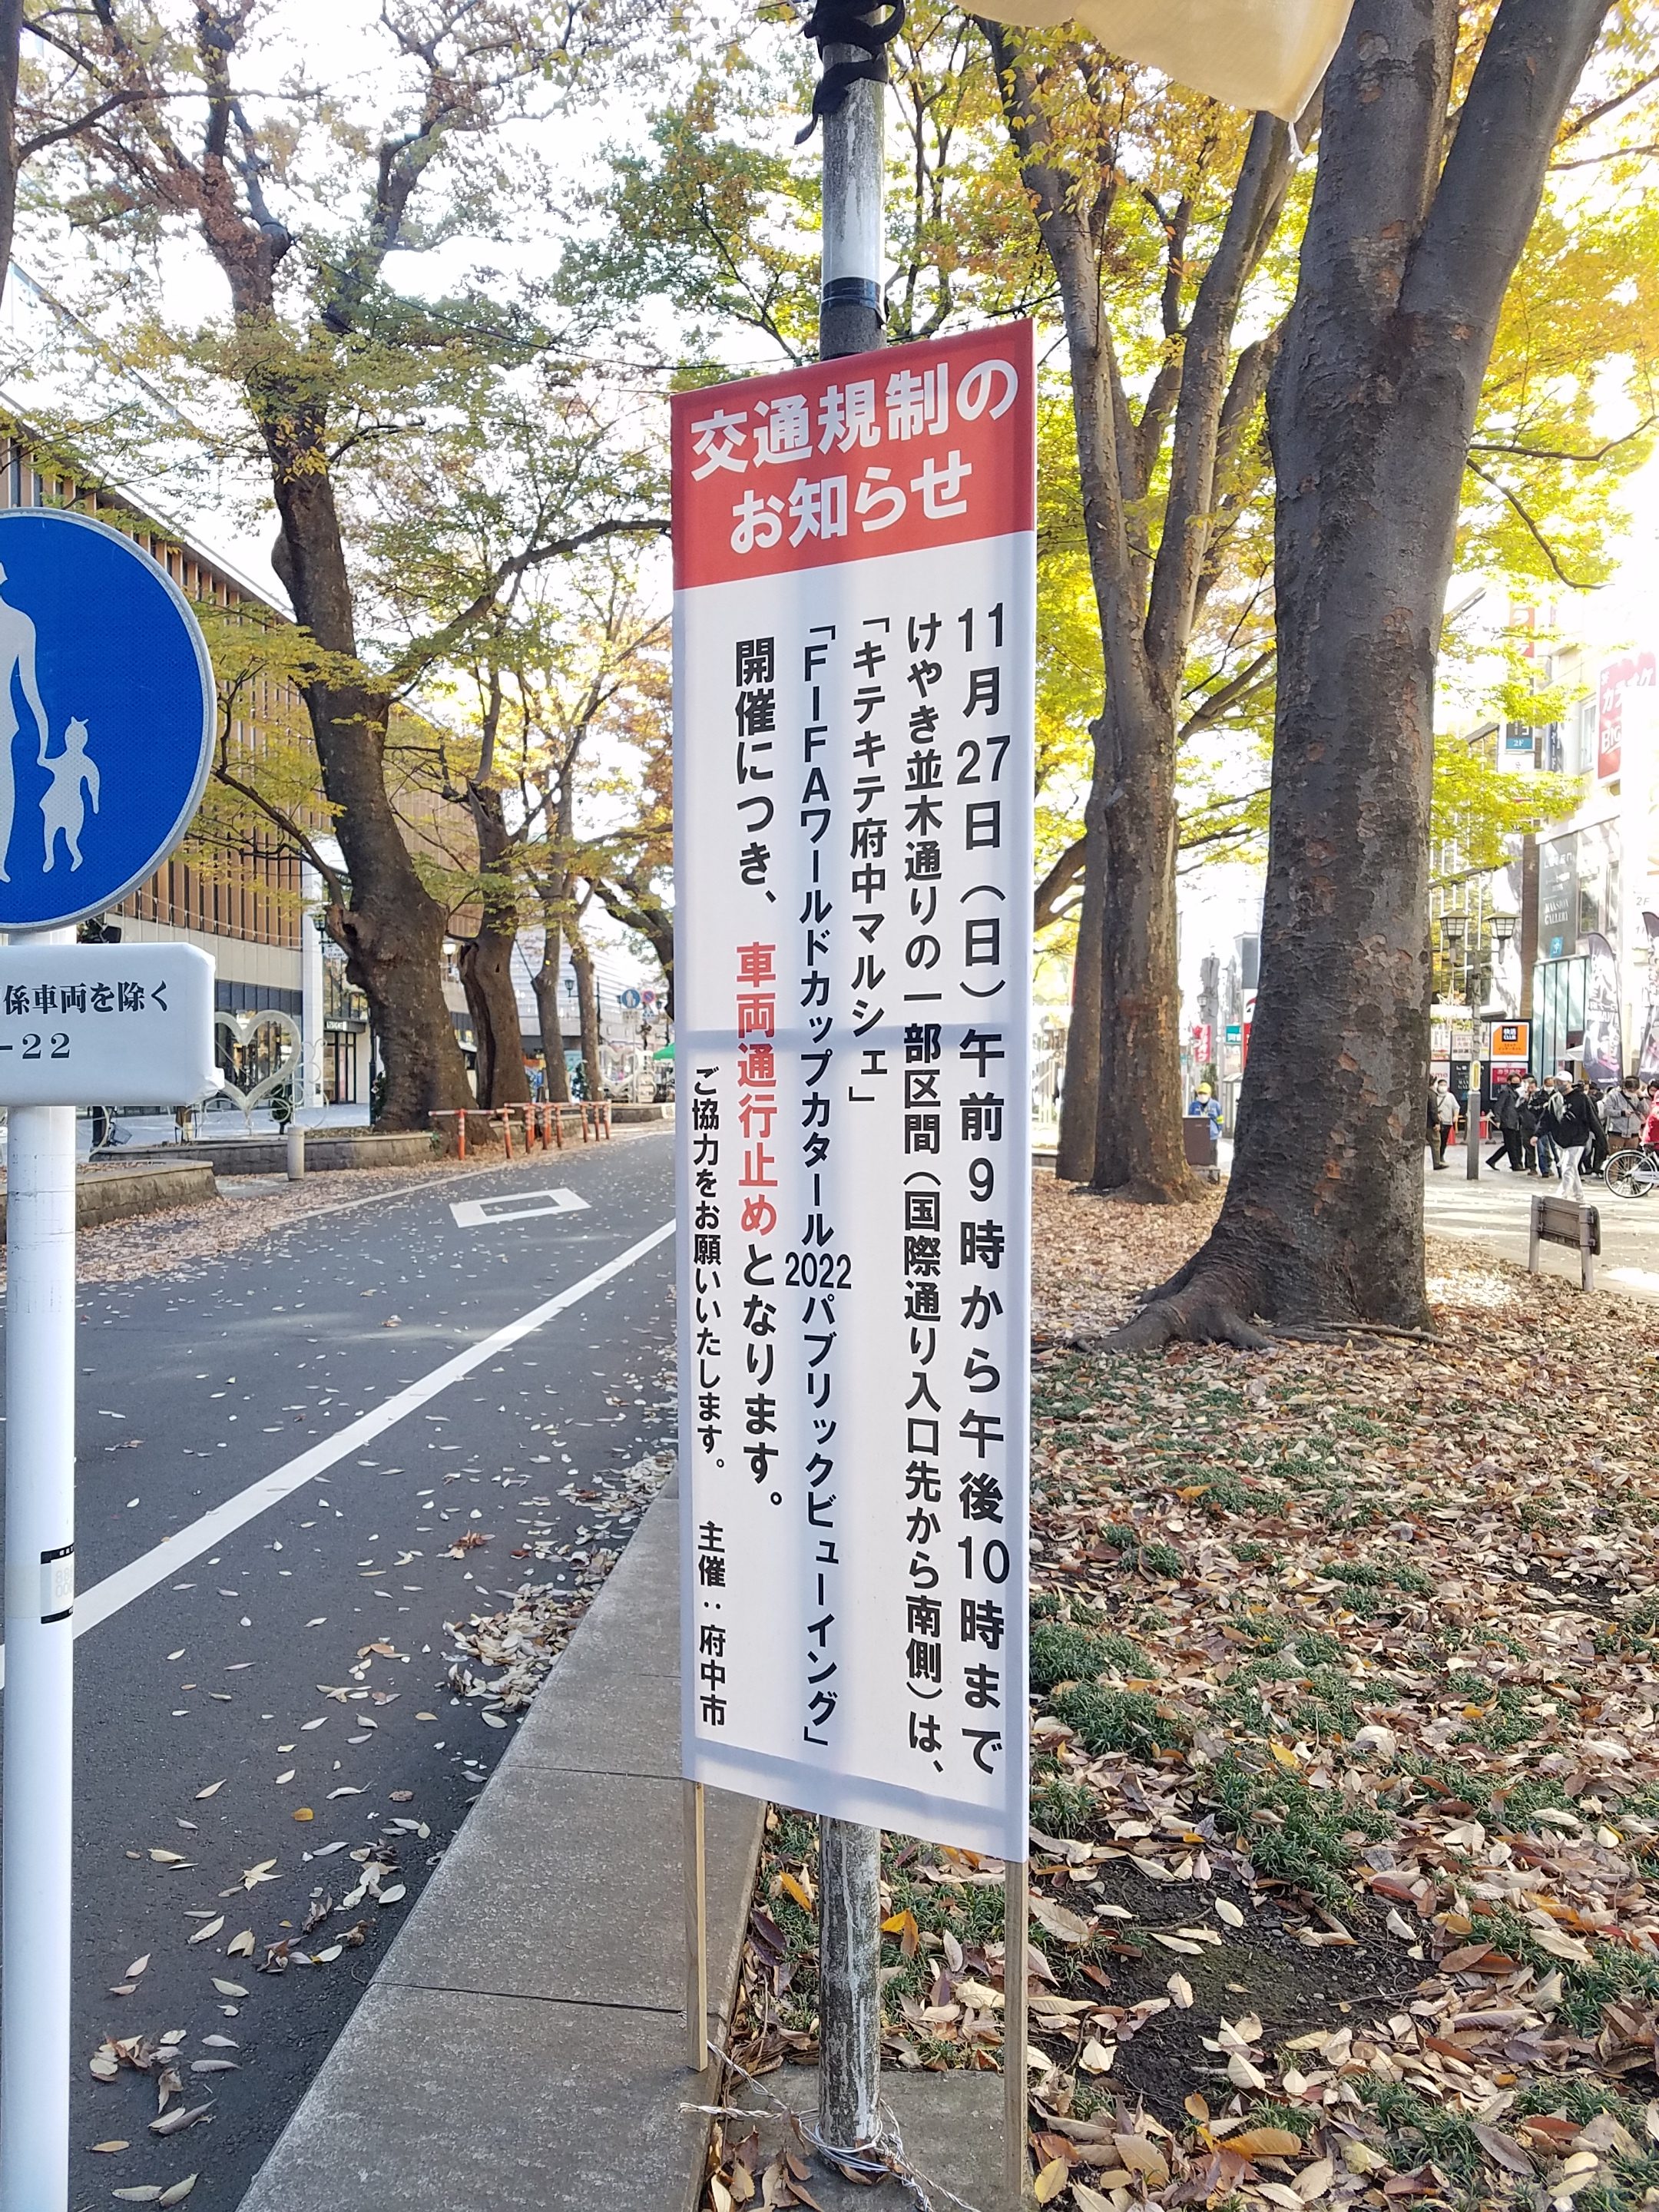 交通規制の
お知らせ
11月27日（日）午前9時から午後10時まで
けやき並木通りの一部区間（国際通り入口先から南側）は、
「キテキテ府中マルシェ」
「FIFAワールドカップカタール2022パブリックビューイング」
開催につき、車両通行止めとなります。
ご協力をお願いいたします。 主催：府中市
係車両を除く
-22
カラオケ
BIG